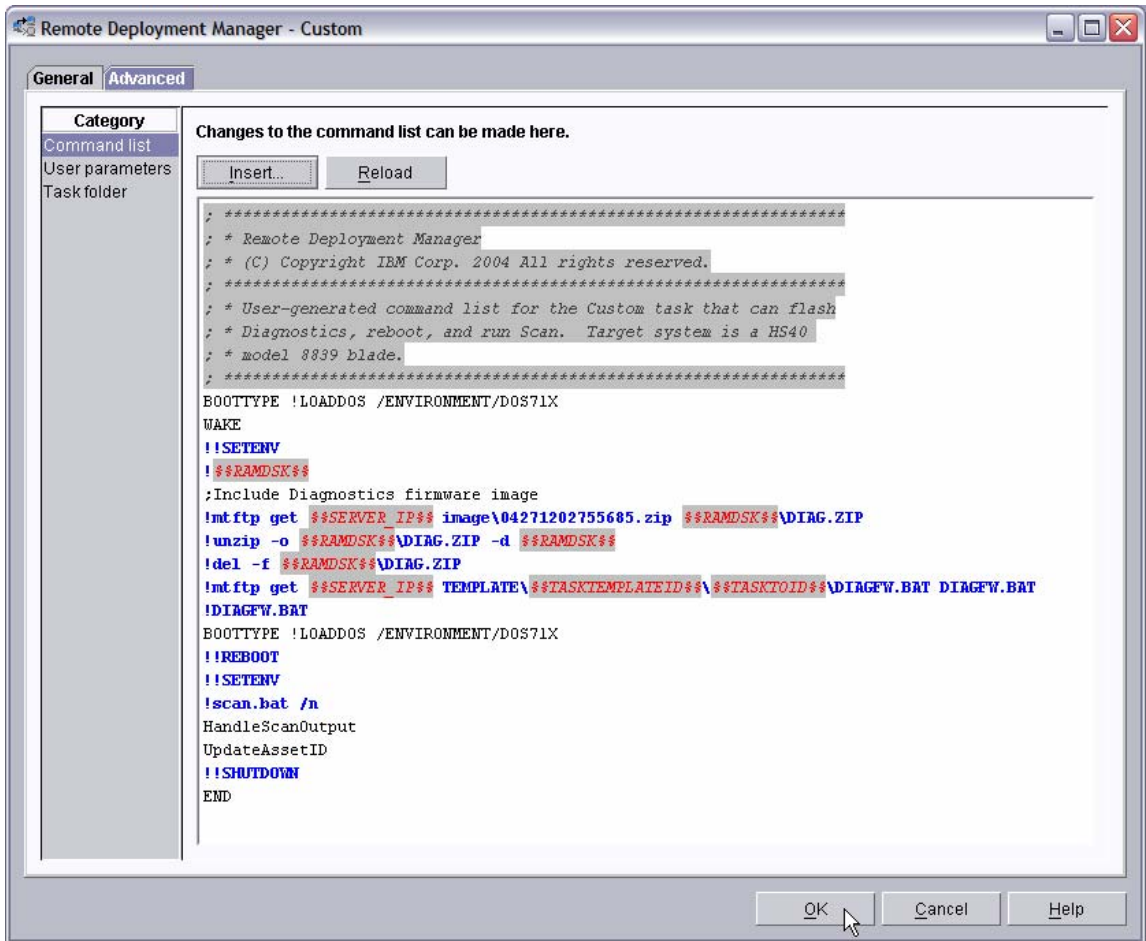 Remote Deployment Manager - Custom
General Advanced
Category
Command list
User parameters
Task folder
Changes to the command list can be made here.
Insert... Reload
; *****************************************************************
; * Remote Deployment Manager
; * (C) Copyright IBM Corp. 2004 All rights reserved.
; *****************************************************************
; * User-generated command list for the Custom task that can flash
; * Diagnostics, reboot, and run Scan.  Target system is a HS40
; * model 8839 blade.
; *****************************************************************
BOOTTYPE !LOADDOS /ENVIRONMENT/DOS71X
WAKE
!!SETENV
!$$RAMDSK$$
;Include Diagnostics firmware image
!mtftp get $$SERVER_IP$$ image\04271202755685.zip $$RAMDSK$$\DIAG.ZIP
!unzip -o $$RAMDSK$$\DIAG.ZIP -d $$RAMDSK$$
!del -f $$RAMDSK$$\DIAG.ZIP
!mtftp get $$SERVER_IP$$ TEMPLATE\$$TASKTEMPLATEID$$\$$TASKTOID$$\DIAGFW.BAT DIAGFW.BAT
!DIAGFW.BAT
BOOTTYPE !LOADDOS /ENVIRONMENT/DOS71X
!!REBOOT
!!SETENV
!scan.bat /n
HandleScanOutput
UpdateAssetID
!!SHUTDOWN
END
OK Cancel Help